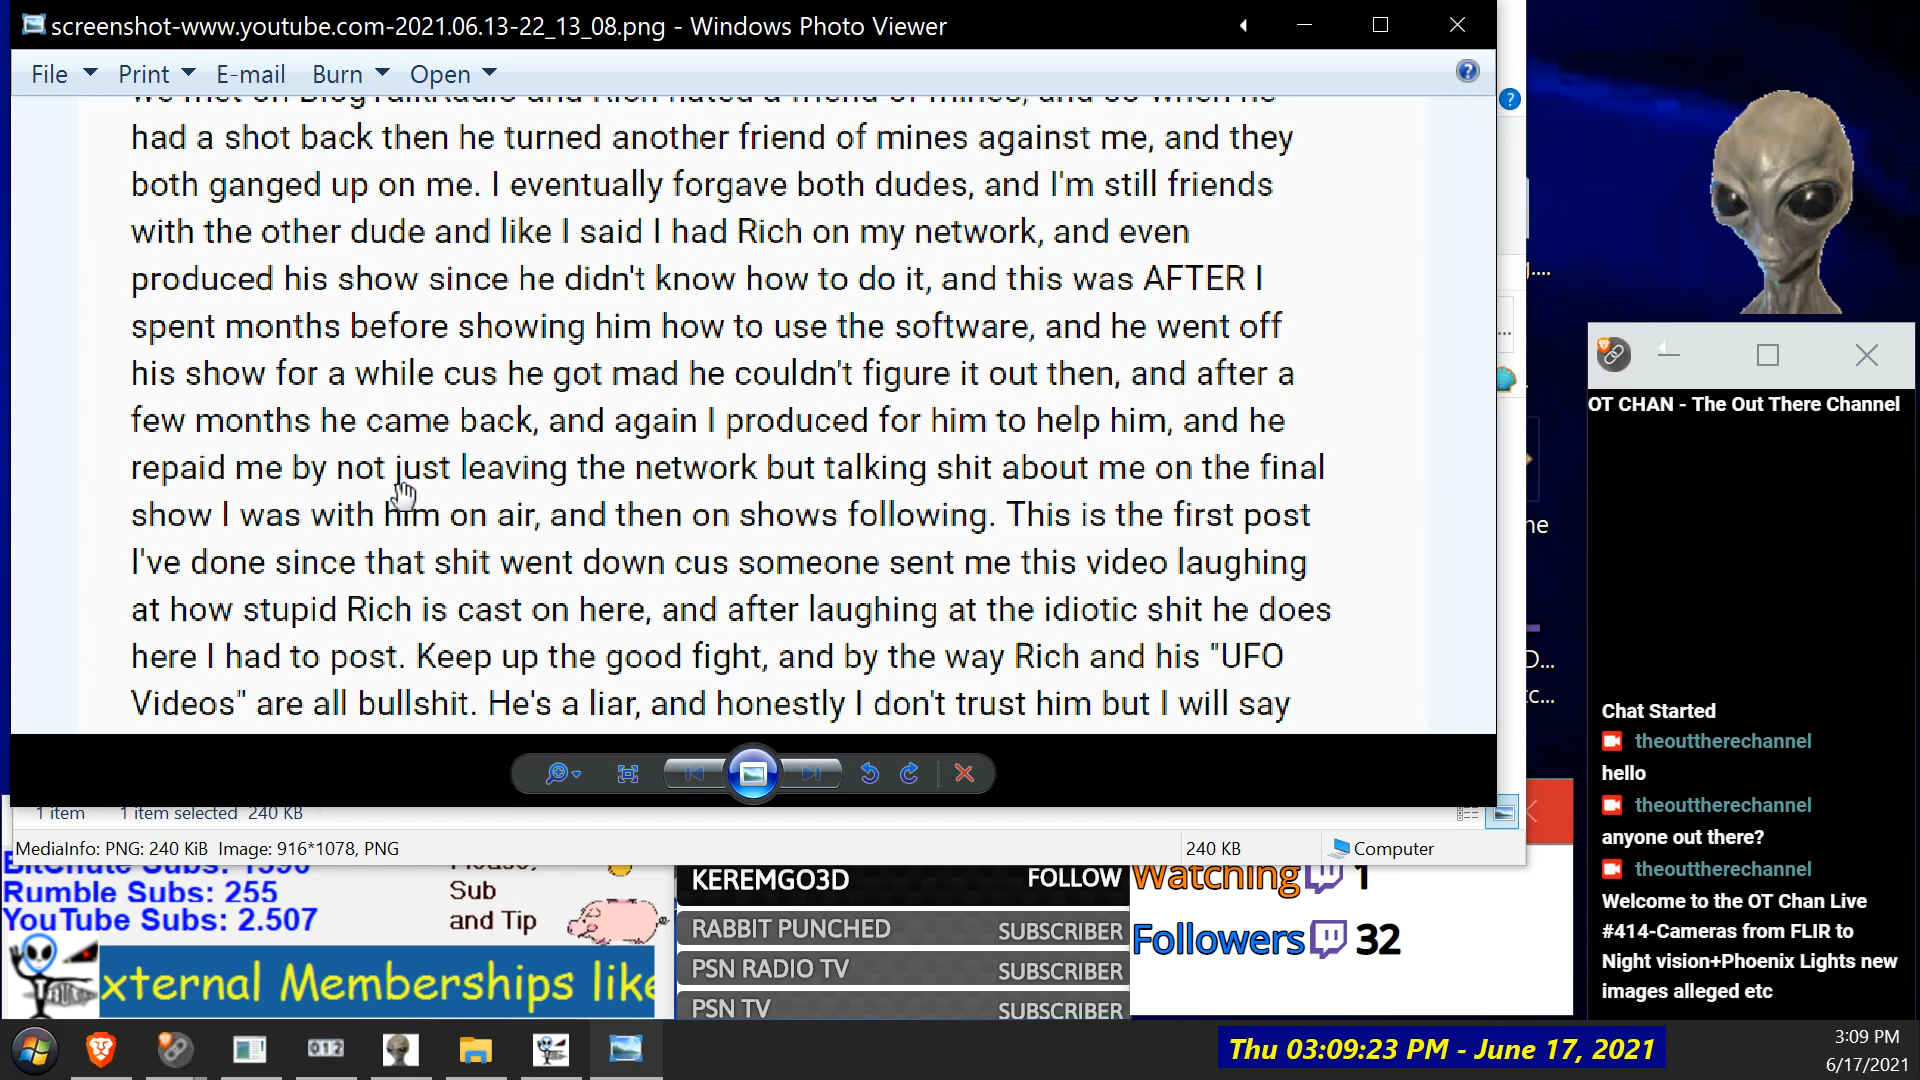 screenshot-www.youtube.com-2021.06.13-22_13_08.png - Windows Photo Viewer
File Print E-mail Burn Open
we met on BlogTalkRadio and Rich hated a friend of mines, and so when he
had a shot back then he turned another friend of mines against me, and they
both ganged up on me. I eventually forgave both dudes, and I'm still friends
with the other dude and like I said I had Rich on my network, and even
produced his show since he didn't know how to do it, and this was AFTER I
spent months before showing him how to use the software, and he went off
his show for a while cus he got mad he couldn't figure it out then, and after a
few months he came back, and again I produced for him to help him, and he
repaid me by not just leaving the network but talking shit about me on the final
show I was with him on air, and then on shows following. This is the first post
I've done since that shit went down cus someone sent me this video laughing
at how stupid Rich is cast on here, and after laughing at the idiotic shit he does
here I had to post. Keep up the good fight, and by the way Rich and his "UFO
Videos" are all bullshit. He's a liar, and honestly I don't trust him but I will say
1 item 1 item selected 240 KB
MediaInfo: PNG: 240 KiB Image: 916*1078, PNG
240 KB
Computer
Rumble Subs: 255
YouTube Subs: 2.507
Sub
and Tip
xternal Memberships like
KEREMGO3D FOLLOW
RABBIT PUNCHED SUBSCRIBER
PSN RADIO TV SUBSCRIBER
PSN TV SUBSCRIBER
Watching 1
Followers 32
OT CHAN - The Out There Channel
Chat Started
theouttherechannel
hello
theouttherechannel
anyone out there?
theouttherechannel
Welcome to the OT Chan Live
#414-Cameras from FLIR to
Night vision+Phoenix Lights new
images alleged etc
012
Thu 03:09:23 PM - June 17, 2021
3:09 PM
6/17/2021